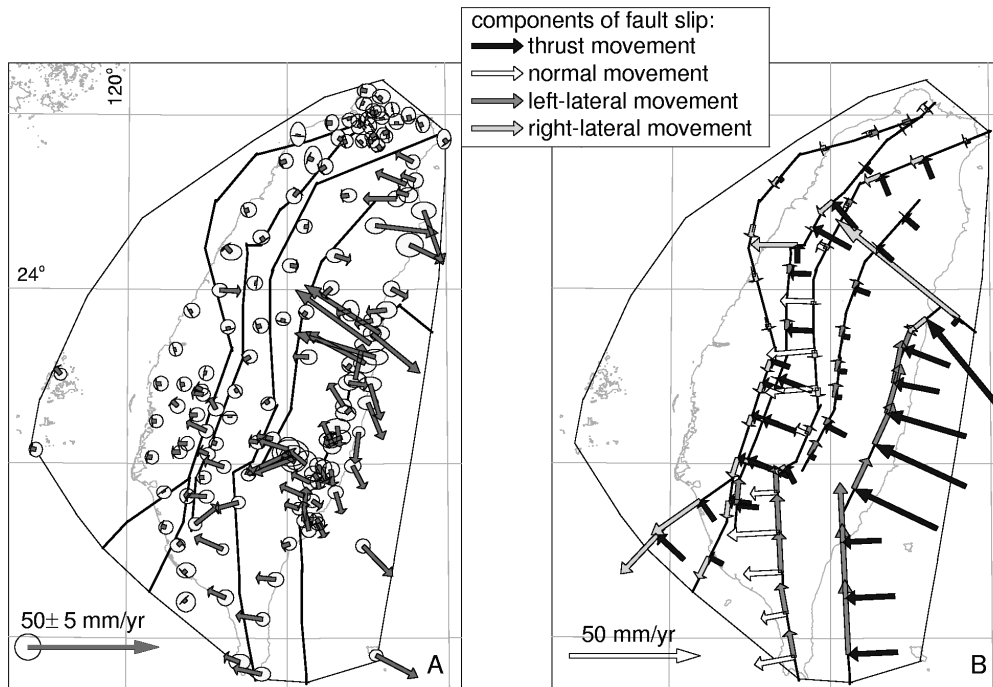 components of fault slip:
thrust movement
normal movement
left-lateral movement
right-lateral movement
120°
24°
50± 5 mm/yr
A
50 mm/yr
B